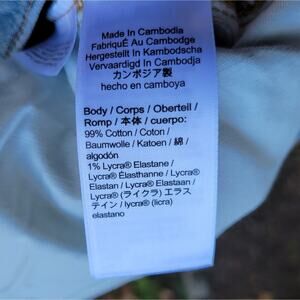 Made In Cambodia
FabriquÉ Au Cambodge
Hergestellt In Kambodscha
Vervaardigd In Cambodja
カンボジア製
hecho en camboya
Body / Corps / Oberteil /
Romp / 本体 / cuerpo:
99% Cotton / Coton /
Baumwolle / Katoen / 綿 /
algodón
1% Lycra® Elastane /
Lycra® Élasthanne / Lycra®
Elastan / Lycra® Elastaan /
Lycra® (ライクラ) エラス
テイン / lycra® (licra)
elastano